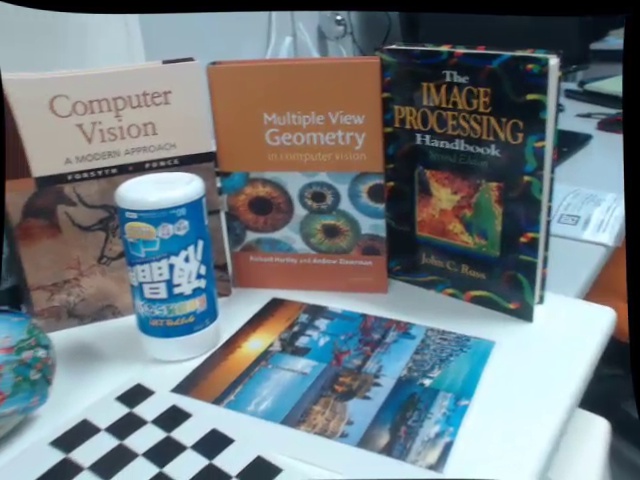 Computer
Vision
A MODERN APPROACH
FORSYTH • PONCE
Multiple View
Geometry
in computer vision
Richard Hartley and Andrew Zisserman
The
IMAGE
PROCESSING
Handbook
Second Edition
John C. Russ